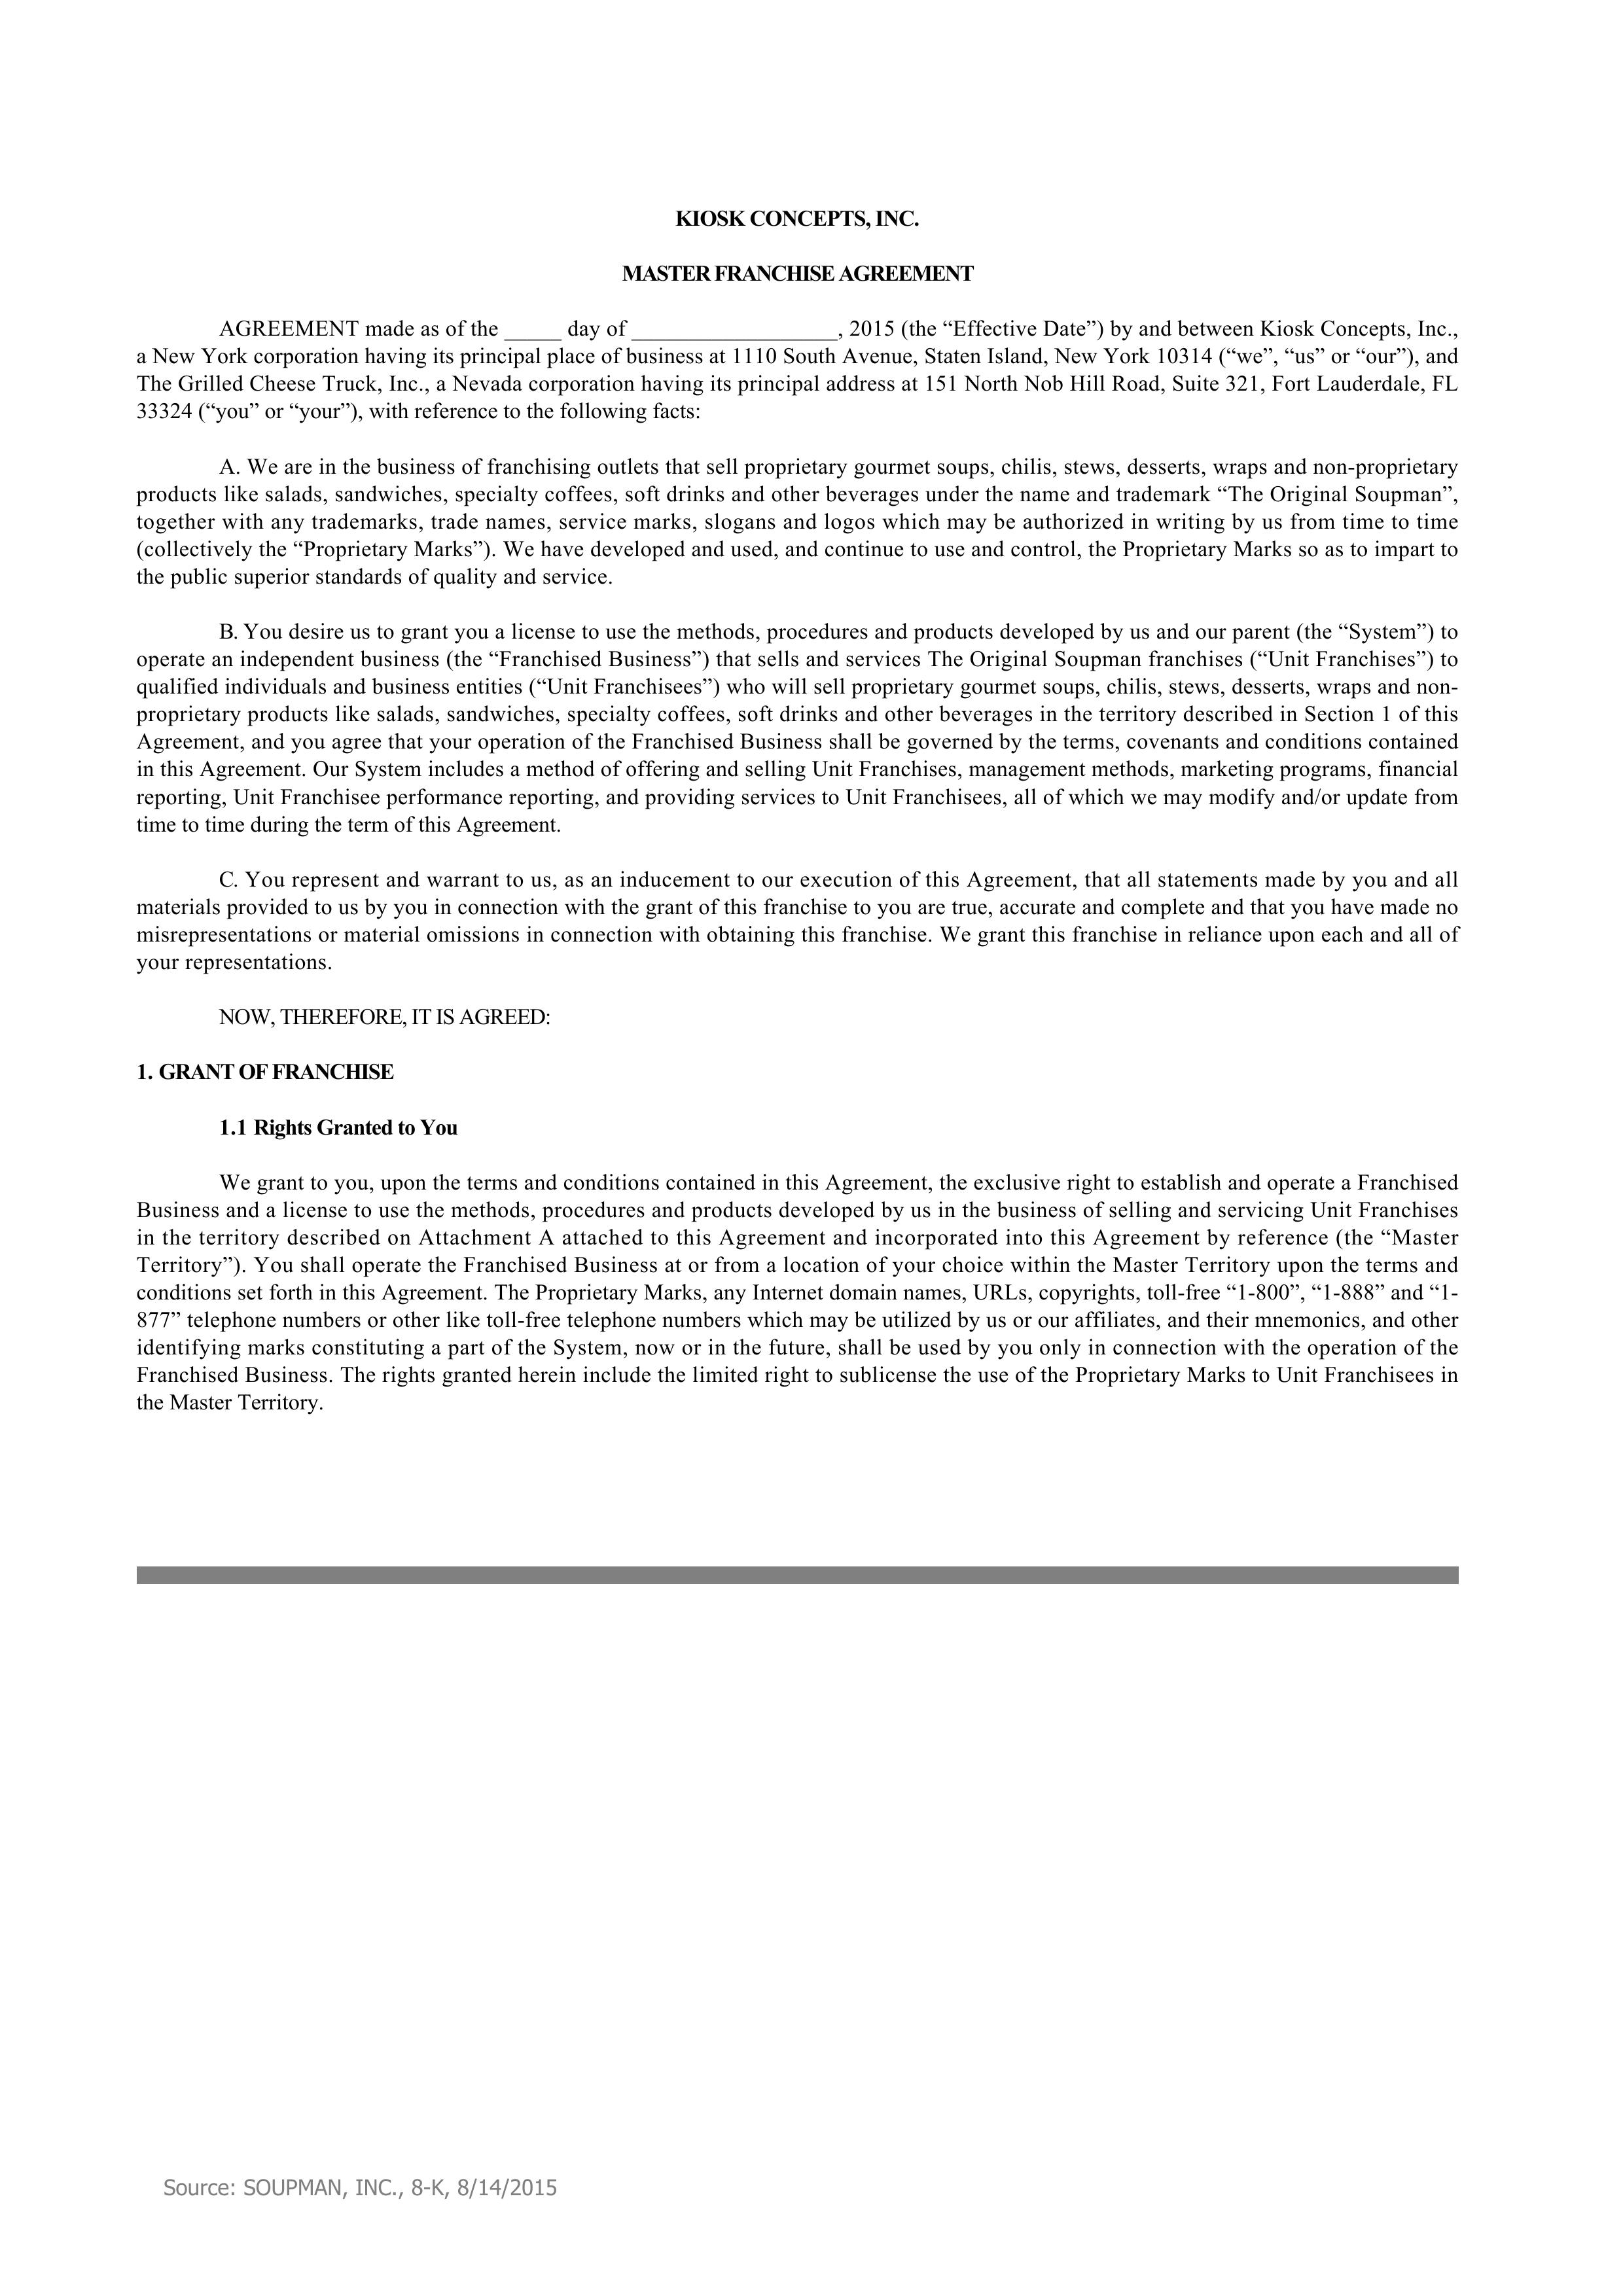 KIOSK CONCEPTS, INC.
MASTER FRANCHISE AGREEMENT
AGREEMENT made as of the _____ day of __________________, 2015 (the “Effective Date”) by and between Kiosk Concepts, Inc.,
a New York corporation having its principal place of business at 1110 South Avenue, Staten Island, New York 10314 (“we”, “us” or “our”), and
The Grilled Cheese Truck, Inc., a Nevada corporation having its principal address at 151 North Nob Hill Road, Suite 321, Fort Lauderdale, FL
33324 (“you” or “your”), with reference to the following facts:
A. We are in the business of franchising outlets that sell proprietary gourmet soups, chilis, stews, desserts, wraps and non-proprietary
products like salads, sandwiches, specialty coffees, soft drinks and other beverages under the name and trademark “The Original Soupman”,
together with any trademarks, trade names, service marks, slogans and logos which may be authorized in writing by us from time to time
(collectively the “Proprietary Marks”). We have developed and used, and continue to use and control, the Proprietary Marks so as to impart to
the public superior standards of quality and service.
B. You desire us to grant you a license to use the methods, procedures and products developed by us and our parent (the “System”) to
operate an independent business (the “Franchised Business”) that sells and services The Original Soupman franchises (“Unit Franchises”) to
qualified individuals and business entities (“Unit Franchisees”) who will sell proprietary gourmet soups, chilis, stews, desserts, wraps and non-
proprietary products like salads, sandwiches, specialty coffees, soft drinks and other beverages in the territory described in Section 1 of this
Agreement, and you agree that your operation of the Franchised Business shall be governed by the terms, covenants and conditions contained
in this Agreement. Our System includes a method of offering and selling Unit Franchises, management methods, marketing programs, financial
reporting, Unit Franchisee performance reporting, and providing services to Unit Franchisees, all of which we may modify and/or update from
time to time during the term of this Agreement.
C. You represent and warrant to us, as an inducement to our execution of this Agreement, that all statements made by you and all
materials provided to us by you in connection with the grant of this franchise to you are true, accurate and complete and that you have made no
misrepresentations or material omissions in connection with obtaining this franchise. We grant this franchise in reliance upon each and all of
your representations.
NOW, THEREFORE, IT IS AGREED:
1. GRANT OF FRANCHISE
1.1 Rights Granted to You
We grant to you, upon the terms and conditions contained in this Agreement, the exclusive right to establish and operate a Franchised
Business and a license to use the methods, procedures and products developed by us in the business of selling and servicing Unit Franchises
in the territory described on Attachment A attached to this Agreement and incorporated into this Agreement by reference (the “Master
Territory”). You shall operate the Franchised Business at or from a location of your choice within the Master Territory upon the terms and
conditions set forth in this Agreement. The Proprietary Marks, any Internet domain names, URLs, copyrights, toll-free “1-800”, “1-888” and “1-
877” telephone numbers or other like toll-free telephone numbers which may be utilized by us or our affiliates, and their mnemonics, and other
identifying marks constituting a part of the System, now or in the future, shall be used by you only in connection with the operation of the
Franchised Business. The rights granted herein include the limited right to sublicense the use of the Proprietary Marks to Unit Franchisees in
the Master Territory.
Source: SOUPMAN, INC., 8-K, 8/14/2015